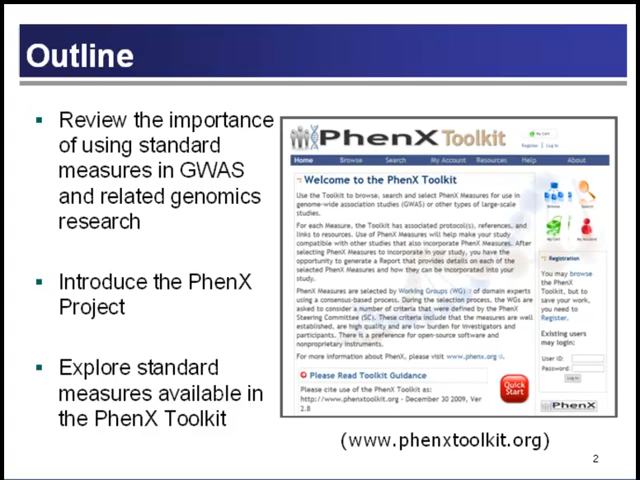 Outline
Review the importance
of using standard
measures in GWAS
and related genomics
research
Introduce the PhenX
Project
Explore standard
measures available in
the PhenX Toolkit
PhenX Toolkit
My Cart
Register | Log In
Home Browse Search My Account Resources Help About
Welcome to the PhenX Toolkit
Use the Toolkit to browse, search and select PhenX Measures for use in
genome-wide association studies (GWAS) or other types of large-scale
studies.
For each Measure, the Toolkit has associated protocol(s), references, and
links to resources. Use of PhenX Measures will help make your study
compatible with other studies that also incorporate PhenX Measures. After
selecting PhenX Measures to incorporate in your study, you have the
opportunity to generate a Report that provides details on each of the
selected PhenX Measures and how they can be incorporated into your
study.
PhenX Measures are selected by Working Groups (WG) of domain experts
using a consensus-based process. During the selection process, the WGs are
asked to consider a number of criteria that were defined by the PhenX
Steering Committee (SC). These criteria include that the measures are well
established, are high quality and are low burden for investigators and
participants. There is a preference for open-source software and
nonproprietary instruments.
For more information about PhenX, please visit www.phenx.org.
Please Read Toolkit Guidance
Please cite use of the PhenX Toolkit as:
http://www.phenxtoolkit.org - December 30 2009, Ver
2.8
Quick
Start
Browse Search
My Cart My Account
Registration
You may browse
the PhenX
Toolkit, but to
save your work,
you need to
Register.
Existing users
may login:
User ID:
Password:
Log In
PhenX
(www.phenxtoolkit.org)
2